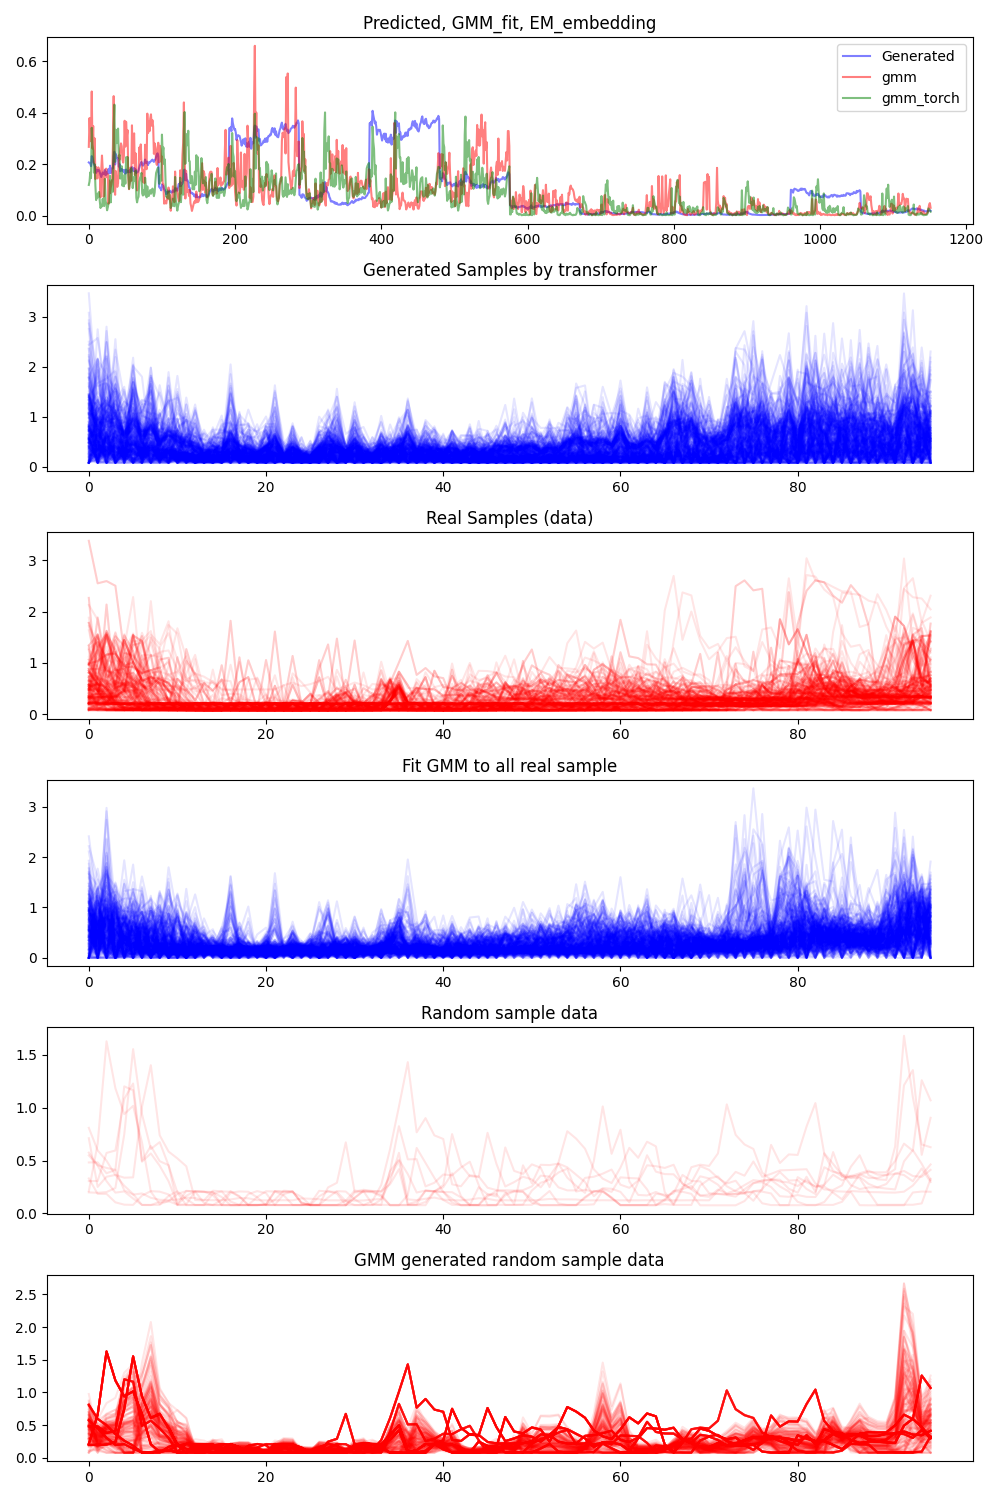 Predicted, GMM_fit, EM_embedding
0.6
0.4
0.2
0.0
Generated
gmm
gmm_torch
0 200 400 600 800 1000 1200
Generated Samples by transformer
3
2
1
0
0 20 40 60 80
Real Samples (data)
3
2
1
0
0 20 40 60 80
Fit GMM to all real sample
3
2
1
0
0 20 40 60 80
Random sample data
1.5
1.0
0.5
0.0
0 20 40 60 80
GMM generated random sample data
2.5
2.0
1.5
1.0
0.5
0.0
0 20 40 60 80